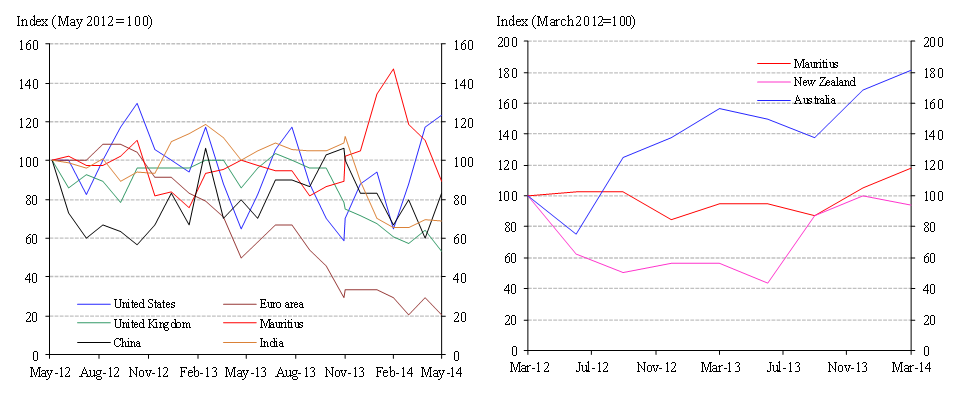 Index (May 2012 = 100)
160 160
140 140
120 120
100 100
80 80
60 60
40 40
20 20
0 0
United States Euro area
United Kingdom Mauritius
China India
May-12 Aug-12 Nov-12 Feb-13 May-13 Aug-13 Nov-13 Feb-14 May-14
Index (March 2012=100)
200 200
180 180
160 160
140 140
120 120
100 100
80 80
60 60
40 40
20 20
0 0
Mauritius
New Zealand
Australia
Mar-12 Jul-12 Nov-12 Mar-13 Jul-13 Nov-13 Mar-14